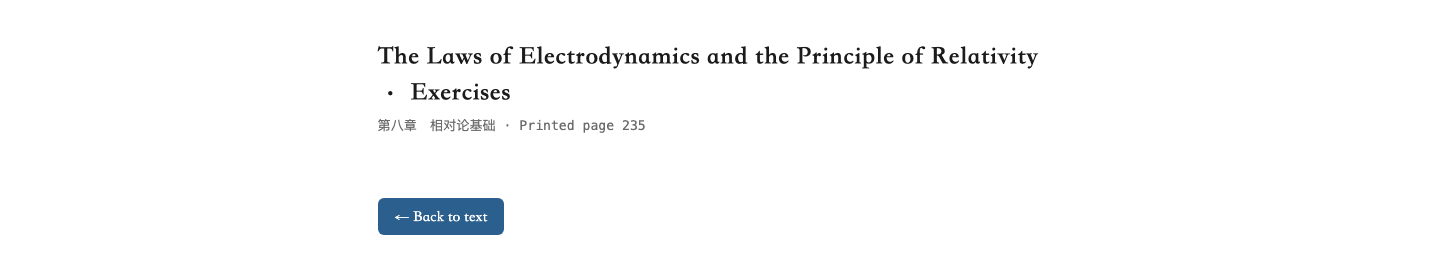 The Laws of Electrodynamics and the Principle of Relativity
· Exercises
第八章　相对论基础 · Printed page 235
← Back to text